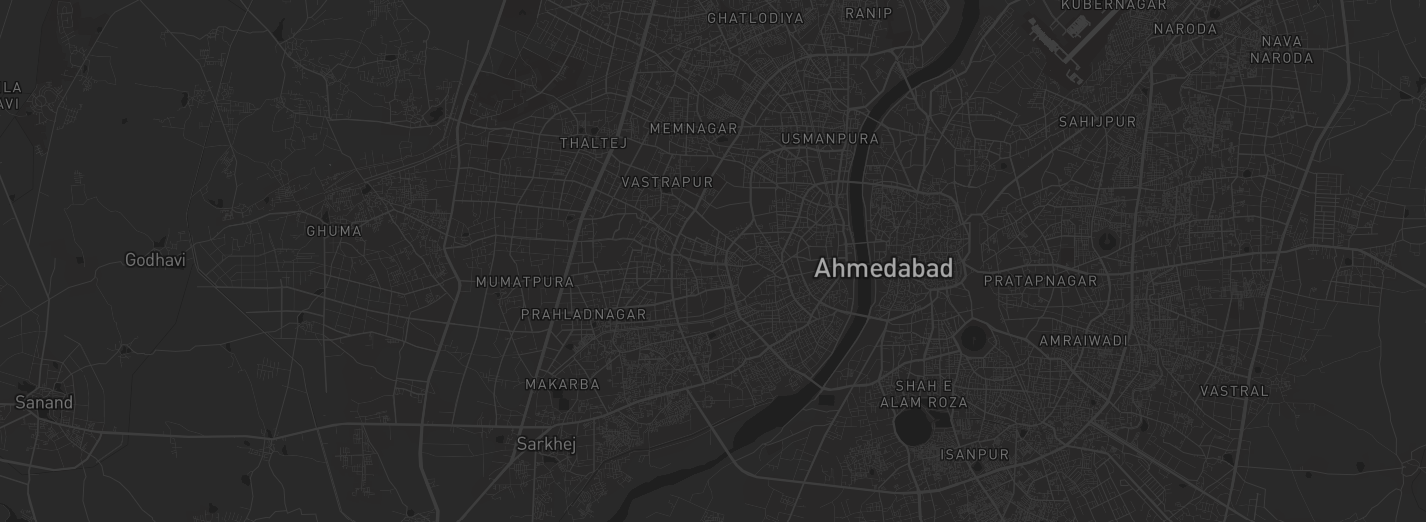 KUBERNAGAR
GHATLODIYA
RANIP
NARODA
NAVA
NARODA
LA
AVI
SAHIJPUR
MEMNAGAR
USMANPURA
THALTEJ
VASTRAPUR
GHUMA
Godhavi
Ahmedabad
MUMATPURA
PRATAPNAGAR
PRAHLADNAGAR
AMRAIWADI
MAKARBA
SHAH E
ALAM ROZA
VASTRAL
Sanand
Sarkhej
ISANPUR